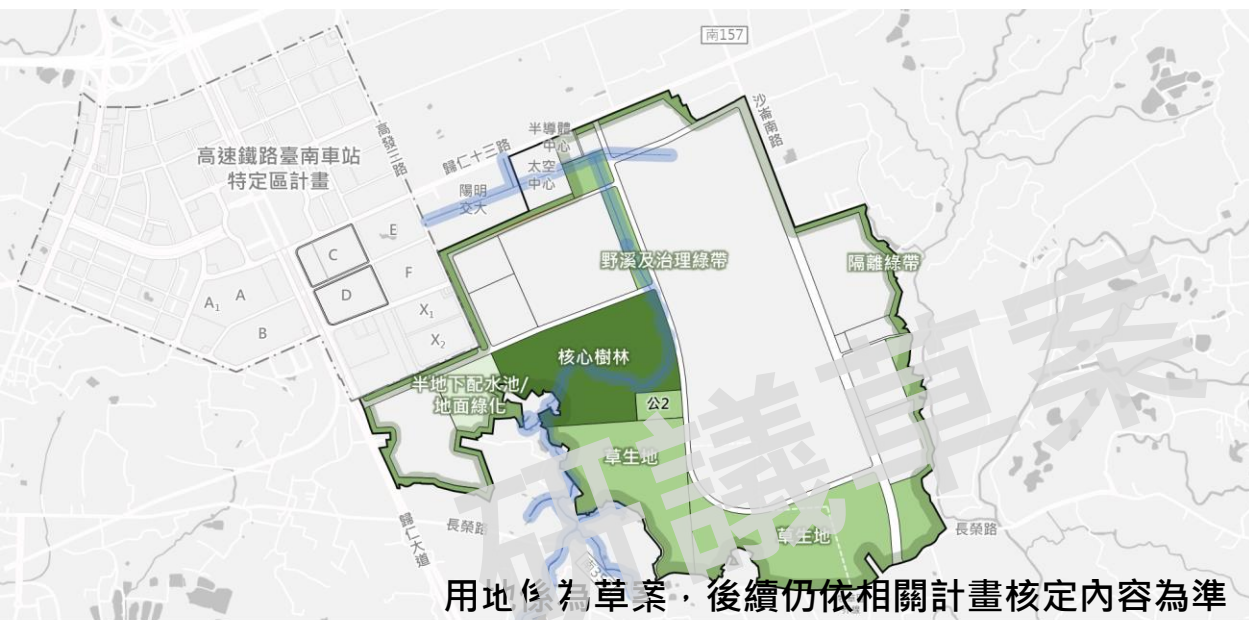 南157
沙崙南路
半導體
中心
高發三路
歸仁十三路
高速鐵路臺南車站
特定區計畫
太空
中心
陽明
交大
E
C
野溪及治理綠帶
隔離綠帶
F
D
A
A₁
X₁
B
X₂
核心樹林
半地下配水池/
地面綠化
公2
草生地
長榮路
歸仁大道
草生地
長榮路
研議草案
用地係為草案，後續仍依相關計畫核定內容為準